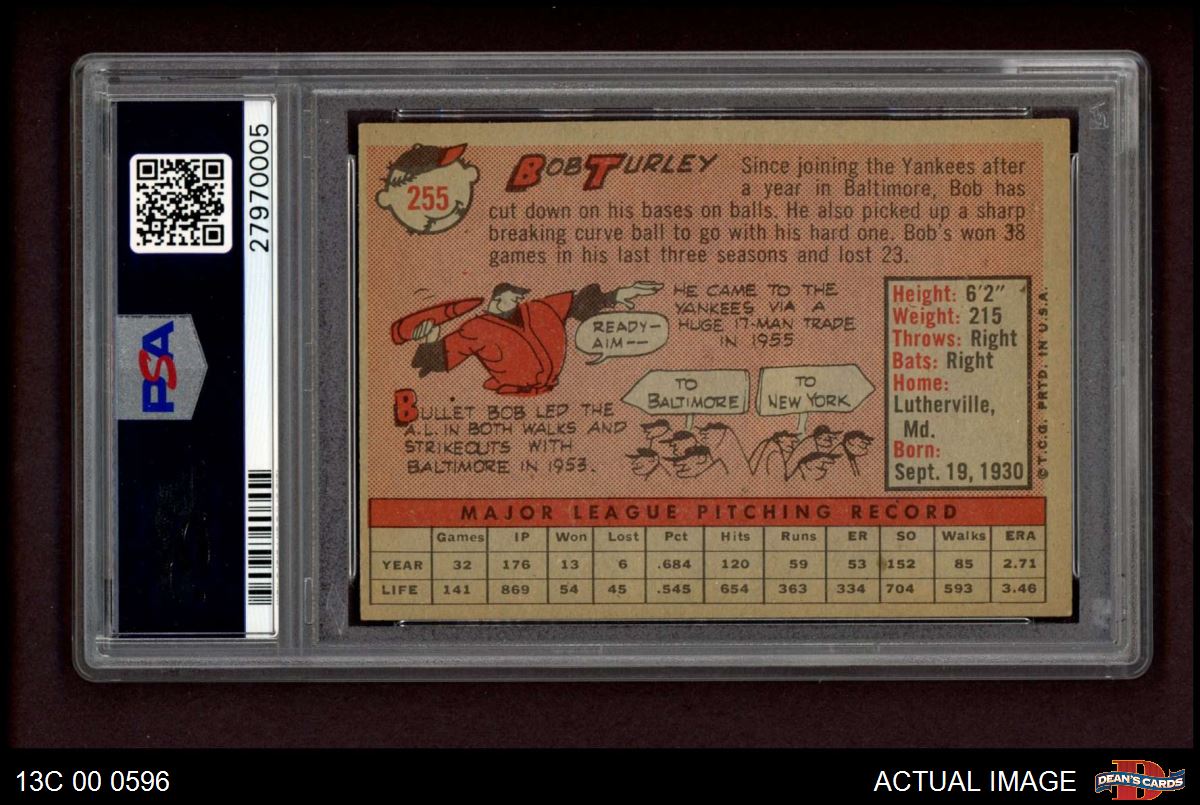 27970005
PSA
255
BOB TURLEY
Since joining the Yankees after
a year in Baltimore, Bob has
cut down on his bases on balls. He also picked up a sharp
breaking curve ball to go with his hard one. Bob's won 38
games in his last three seasons and lost 23.
READY—
AIM——
HE CAME TO THE
YANKEES VIA A
HUGE 17-MAN TRADE
IN 1955
BULLET BOB LED THE
A.L. IN BOTH WALKS AND
STRIKEOUTS WITH
BALTIMORE IN 1953.
TO
BALTIMORE
TO
NEW YORK
Height: 6'2"
Weight: 215
Throws: Right
Bats: Right
Home:
Lutherville,
Md.
Born:
Sept. 19, 1930
©T.C.G. PRTD. IN U.S.A.
MAJOR LEAGUE PITCHING RECORD
Games IP Won Lost Pct Hits Runs ER SO Walks ERA
YEAR 32 176 13 6 .684 120 59 53 152 85 2.71
LIFE 141 869 54 45 .545 654 363 334 704 593 3.46
13C 00 0596
ACTUAL IMAGE
DEAN'S CARDS